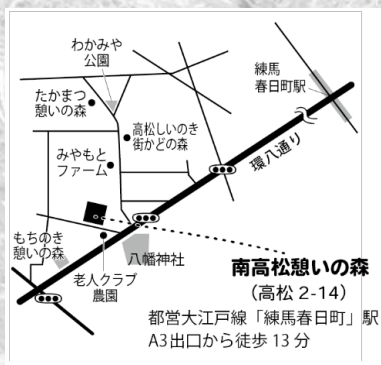 わかみや
公園
練馬
春日町駅
たかまつ
憩いの森
高松しいのき
街かどの森
みやもと
ファーム
環八通り
もちのき
憩いの森
八幡神社
老人クラブ
農園
南高松憩いの森
(高松 2-14)
都営大江戸線「練馬春日町」駅
A3出口から徒歩 13 分